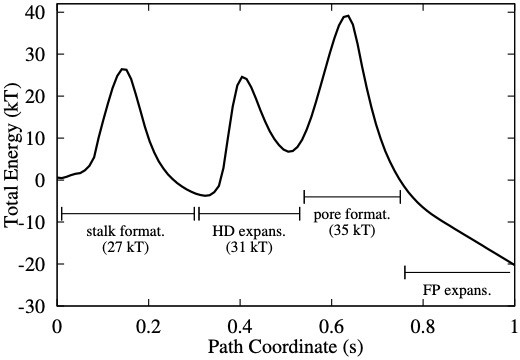 40
30
20
10
0
-10
-20
-30
Total Energy (kT)
stalk format.
(27 kT)
HD expans.
(31 kT)
pore format.
(35 kT)
FP expans.
0
0.2
0.4
0.6
0.8
1
Path Coordinate (s)